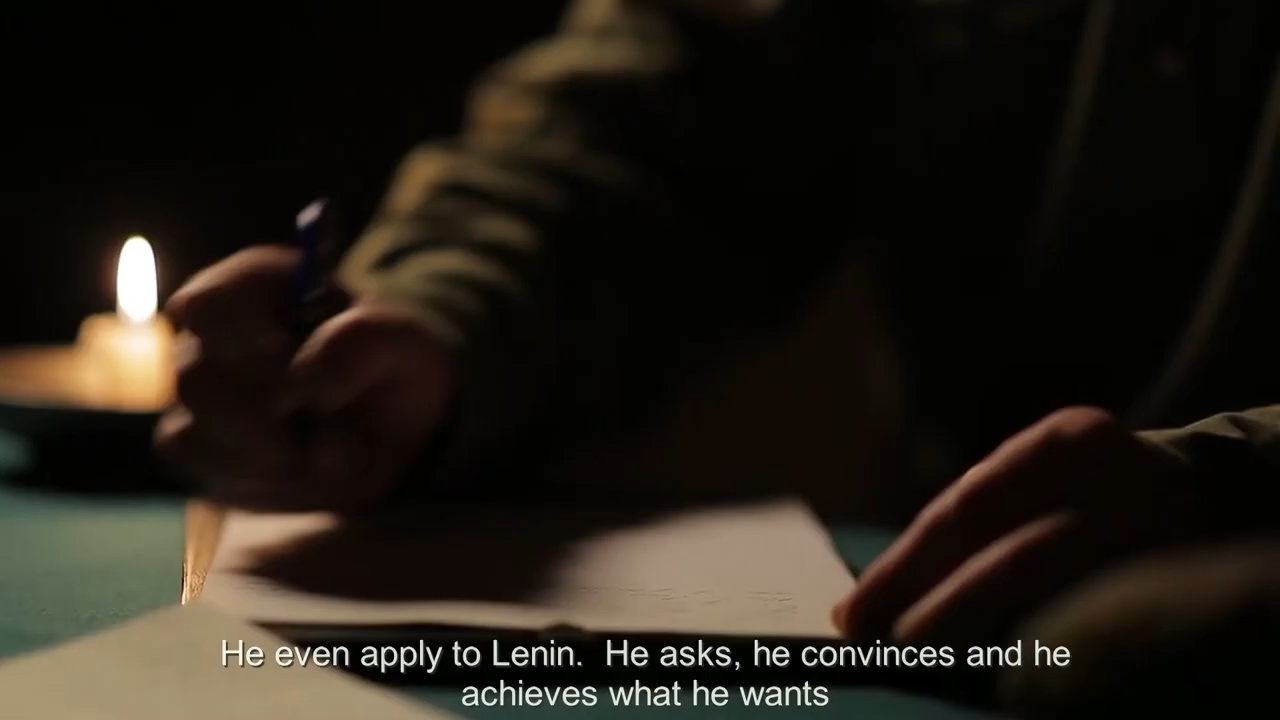 He even apply to Lenin.  He asks, he convinces and he
achieves what he wants